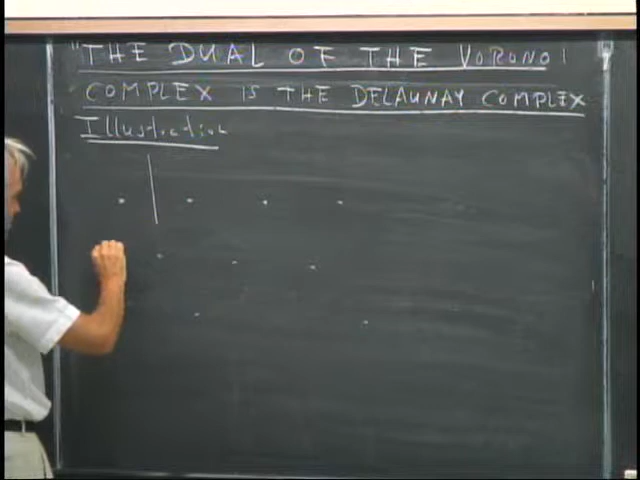 "THE DUAL OF THE VORONOI
COMPLEX IS THE DELAUNAY COMPLEX
Illustration